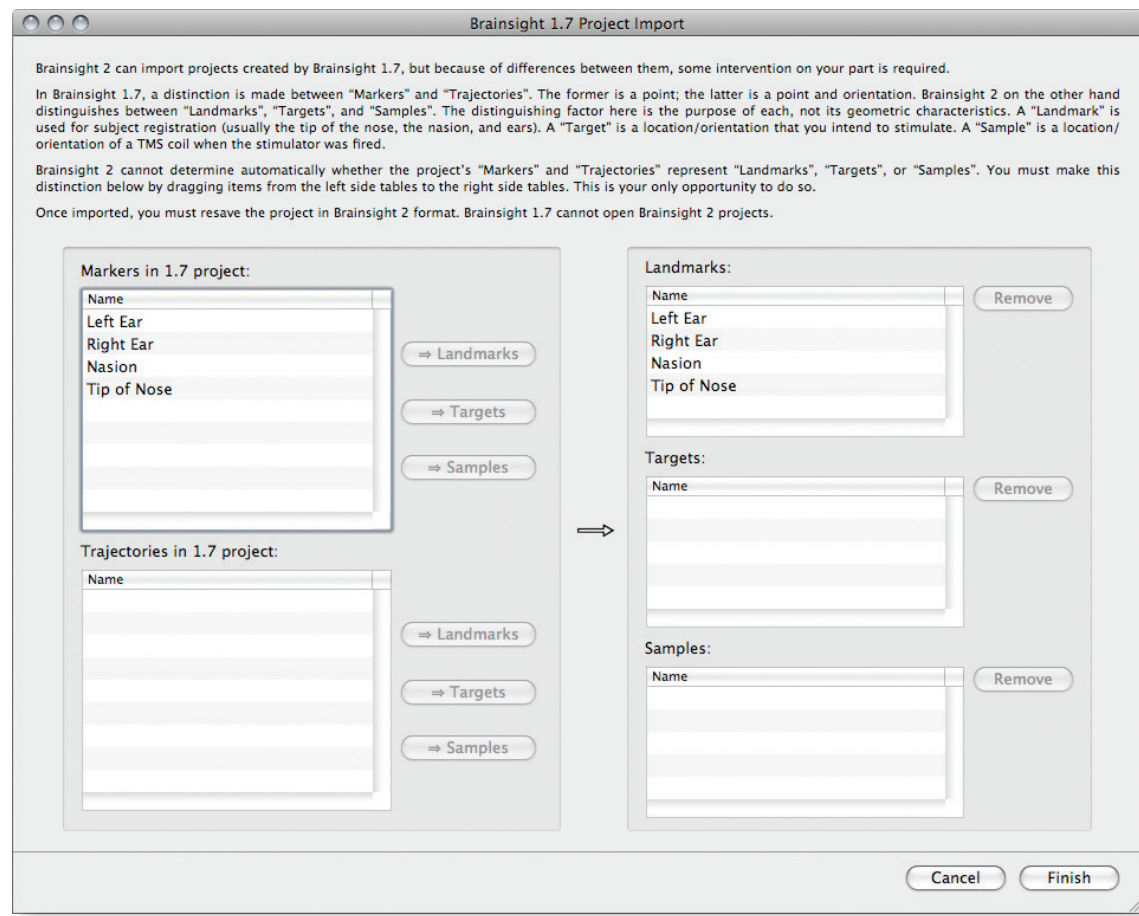 Brainsight 1.7 Project Import
Brainsight 2 can import projects created by Brainsight 1.7, but because of differences between them, some intervention on your part is required.
In Brainsight 1.7, a distinction is made between “Markers” and “Trajectories”. The former is a point; the latter is a point and orientation. Brainsight 2 on the other hand
distinguishes between “Landmarks”, “Targets”, and “Samples”. The distinguishing factor here is the purpose of each, not its geometric characteristics. A “Landmark” is
used for subject registration (usually the tip of the nose, the nasion, and ears). A “Target” is a location/orientation that you intend to stimulate. A “Sample” is a location/
orientation of a TMS coil when the stimulator was fired.
Brainsight 2 cannot determine automatically whether the project’s “Markers” and “Trajectories” represent “Landmarks”, “Targets”, or “Samples”. You must make this
distinction below by dragging items from the left side tables to the right side tables. This is your only opportunity to do so.
Once imported, you must resave the project in Brainsight 2 format. Brainsight 1.7 cannot open Brainsight 2 projects.
Markers in 1.7 project:
Name
Left Ear
Right Ear
Nasion
Tip of Nose
⇒ Landmarks
⇒ Targets
⇒ Samples
Trajectories in 1.7 project:
Name
⇒ Landmarks
⇒ Targets
⇒ Samples
Landmarks:
Name
Remove
Left Ear
Right Ear
Nasion
Tip of Nose
Targets:
Name
Remove
Samples:
Name
Remove
Cancel
Finish